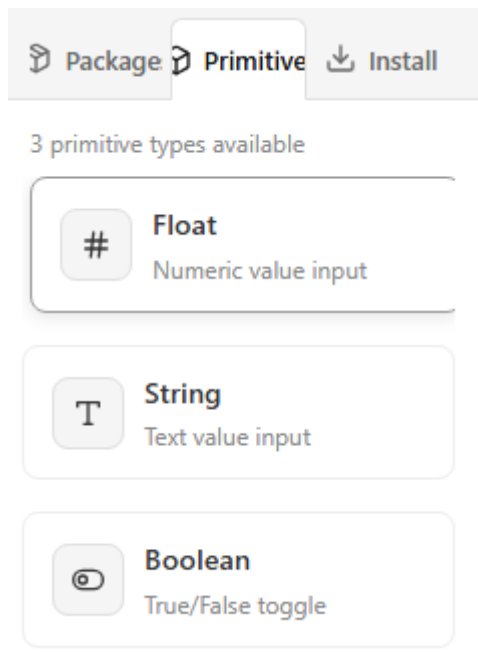 Package
Primitive
Install
3 primitive types available
#
Float
Numeric value input
T
String
Text value input
Boolean
True/False toggle